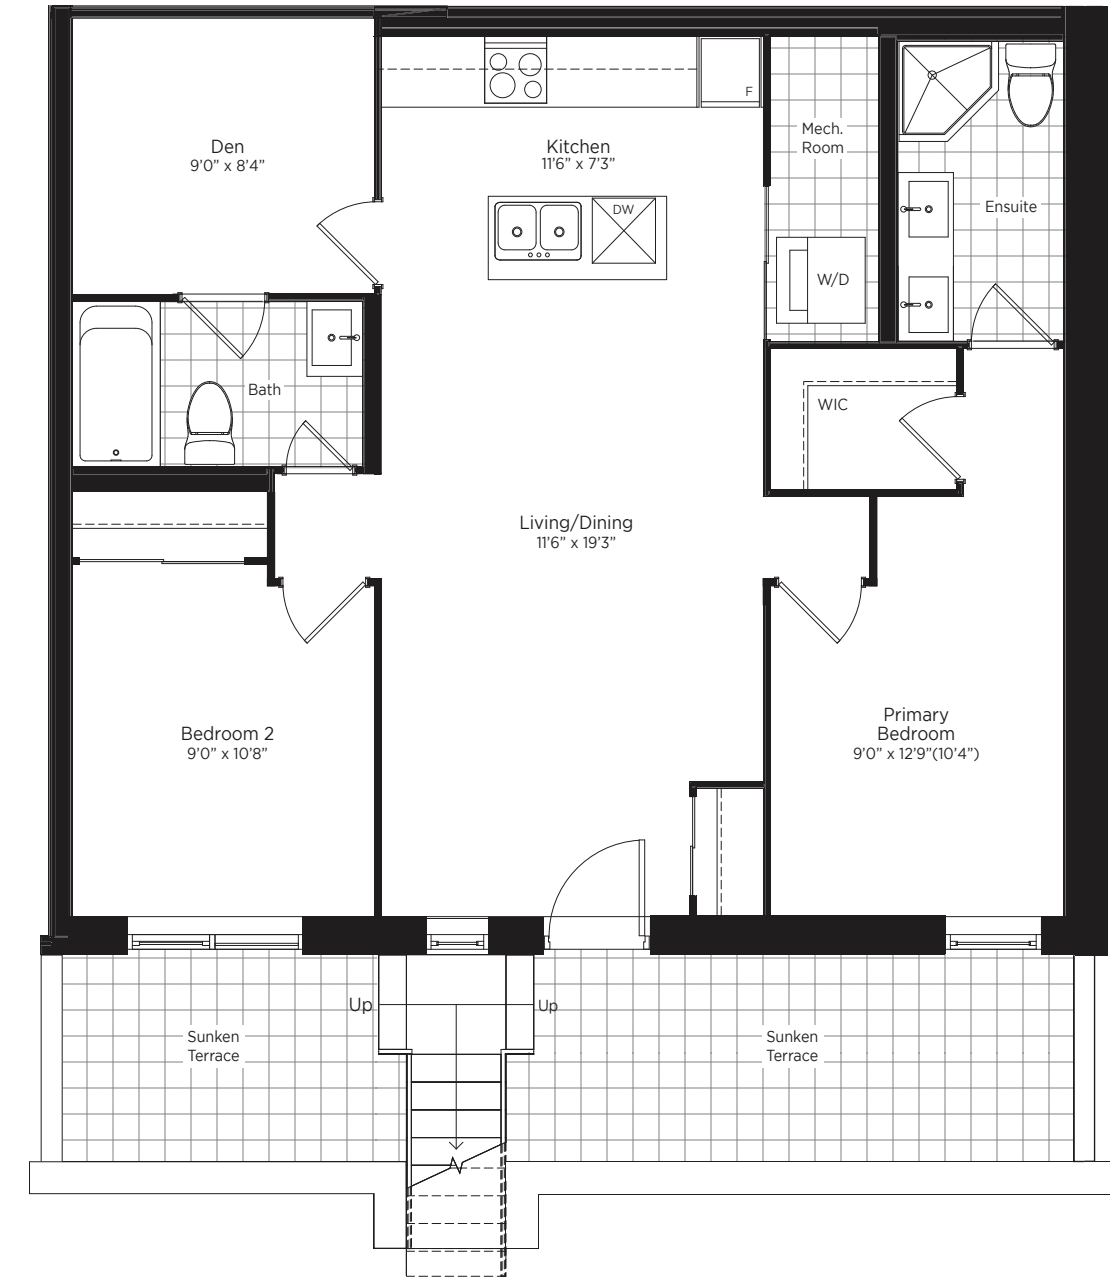 Den
9’0” x 8’4”
Kitchen
11’6” x 7’3”
F
Mech.
Room
Ensuite
DW
W/D
Bath
WIC
Living/Dining
11’6” x 19’3”
Bedroom 2
9’0” x 10’8”
Primary
Bedroom
9’0” x 12’9”(10’4”)
Up
Up
Sunken
Terrace
Sunken
Terrace